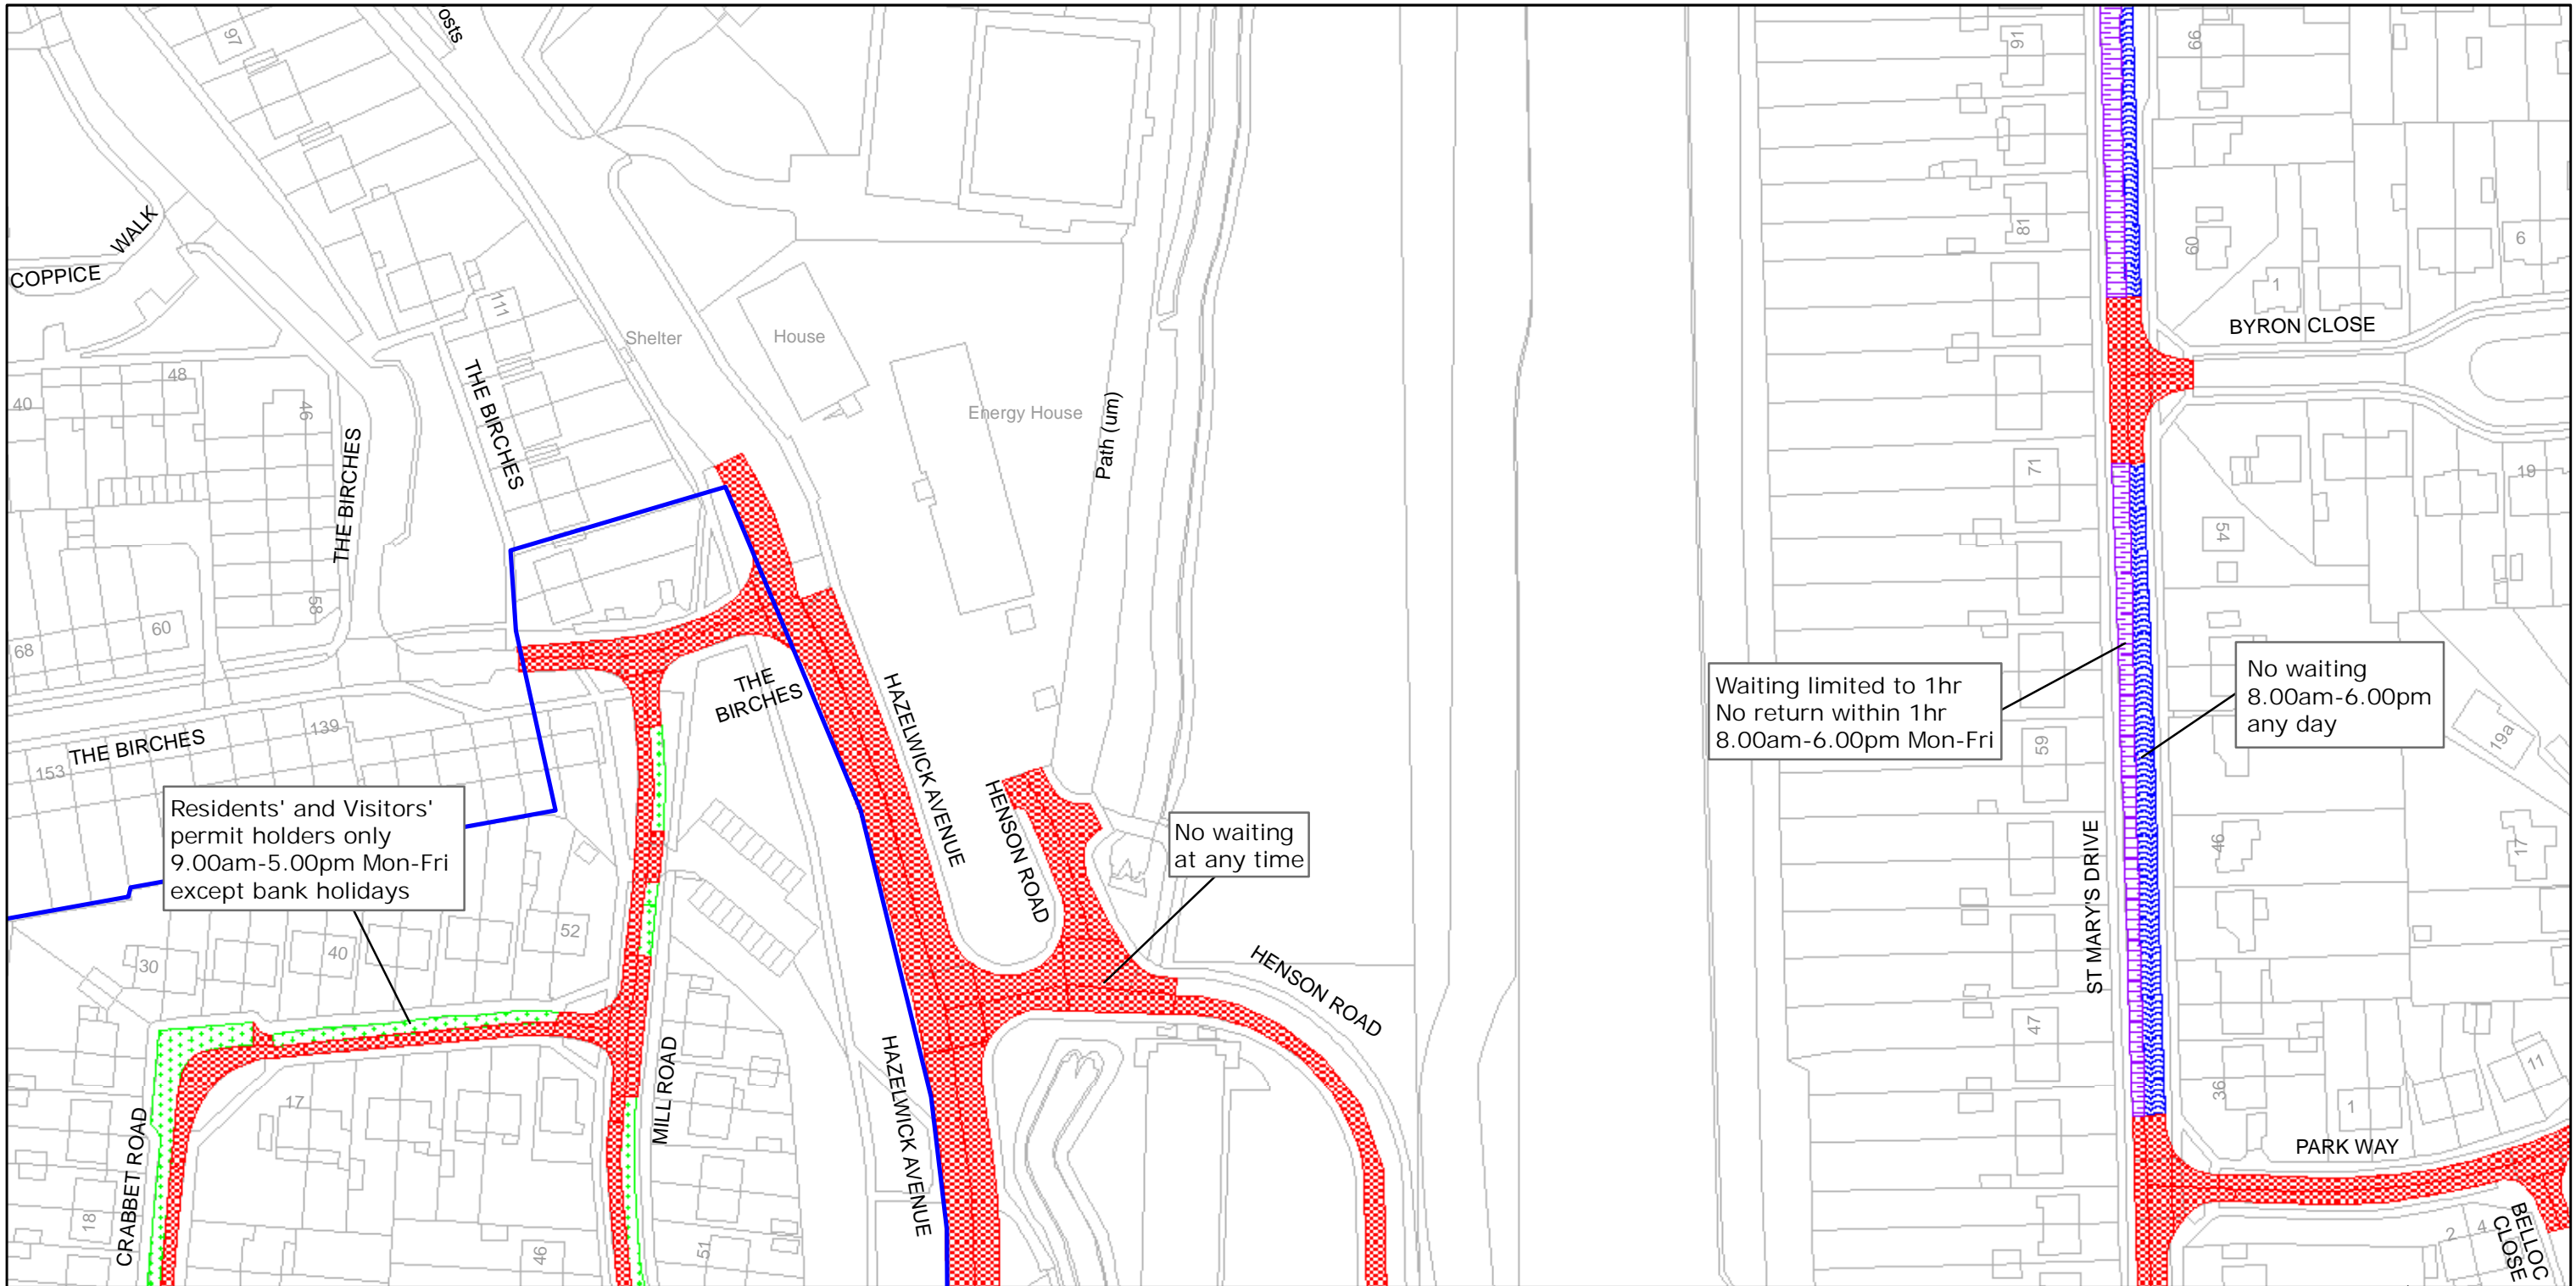 osts
97
91
66
WALK
COPPICE
81
60
6
1
BYRON CLOSE
111
Shelter
House
THE BIRCHES
48
40
46
Energy House
Path (um)
THE BIRCHES
71
19
54
58
60
68
THE
BIRCHES
HAZELWICK AVENUE
Waiting limited to 1hr
No return within 1hr
8.00am-6.00pm Mon-Fri
No waiting
8.00am-6.00pm
any day
139
THE BIRCHES
153
59
19a
Residents' and Visitors'
permit holders only
9.00am-5.00pm Mon-Fri
except bank holidays
HENSON ROAD
No waiting
at any time
ST MARY'S DRIVE
46
17
52
40
30
HENSON ROAD
47
HAZELWICK AVENUE
MILL ROAD
36
1
11
17
CRABBET ROAD
PARK WAY
18
46
51
2
4
BELLOC
CLOSE